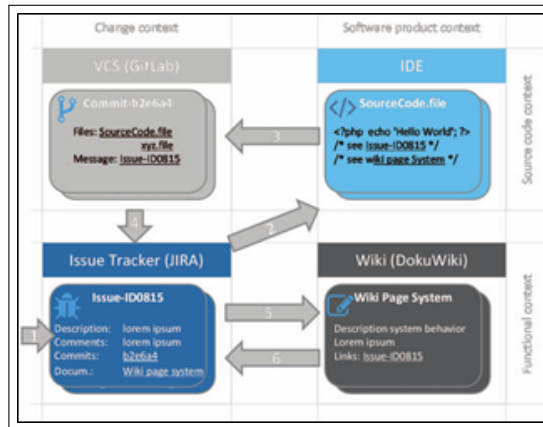 Change context
Software product context
VCS (GitLab)
IDE
Commit-b2e6a4
SourceCode.file
Files: SourceCode.file
xyz.file
Message: Issue-ID0815
<?php echo 'Hello World'; ?>
/* see Issue-ID0815 */
/* see wiki page System */
3
Source code context
4
2
Issue Tracker (JIRA)
Wiki (DokuWiki)
Issue-ID0815
Wiki Page System
1
Description: lorem ipsum
Comments: lorem ipsum
Commits: b2e6a4
Docum.: Wiki page system
5
6
Description system behavior
Lorem ipsum
Links: Issue-ID0815
Functional context